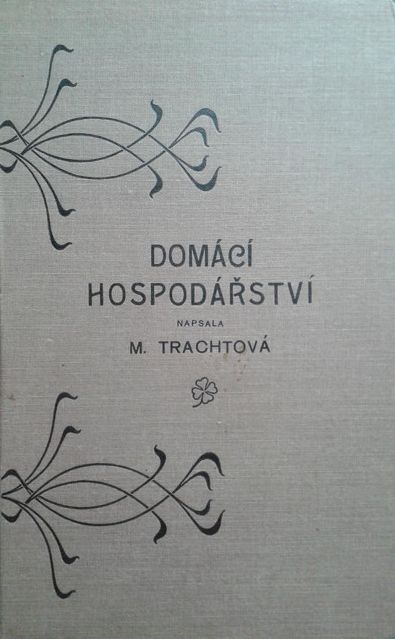 DOMÁCÍ
HOSPODÁŘSTVÍ
NAPSALA
M. TRACHTOVÁ